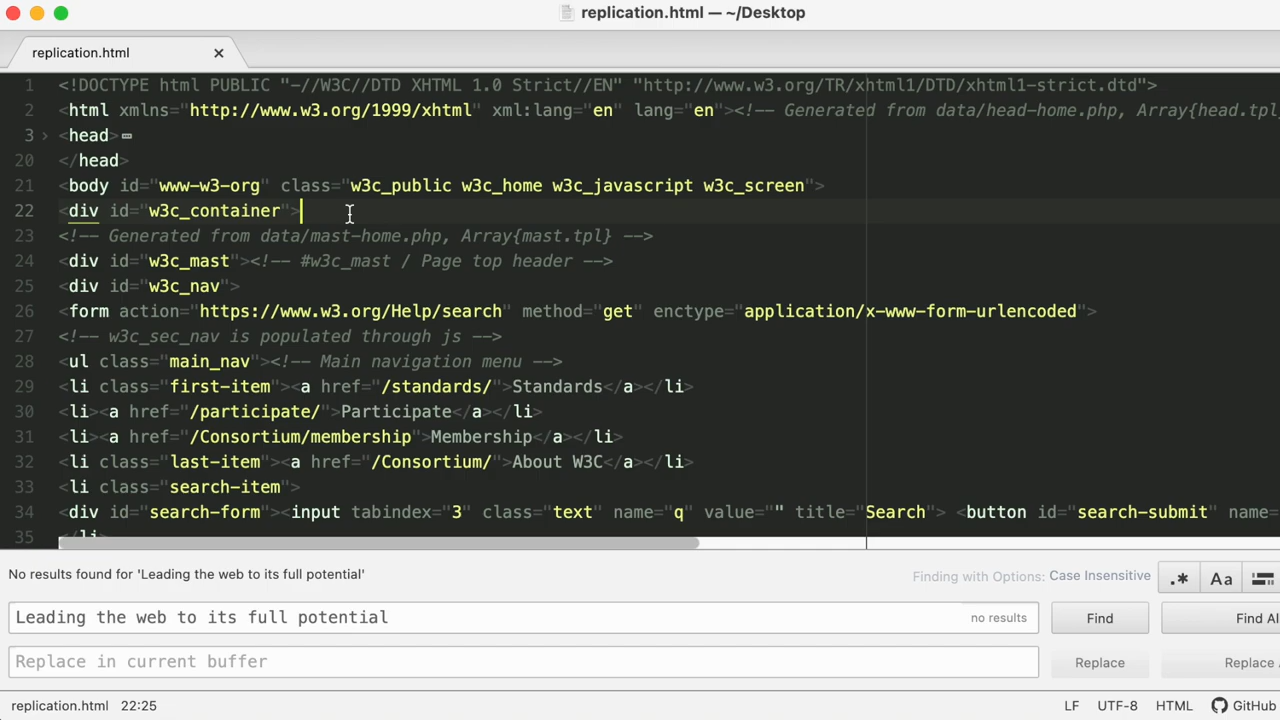 replication.html — ~/Desktop
replication.html
1 <!DOCTYPE html PUBLIC "-//W3C//DTD XHTML 1.0 Strict//EN" "http://www.w3.org/TR/xhtml1/DTD/xhtml1-strict.dtd">
2 <html xmlns="http://www.w3.org/1999/xhtml" xml:lang="en" lang="en"><!-- Generated from data/head-home.php, Array{head.tpl
3 <head>
20 </head>
21 <body id="www-w3-org" class="w3c_public w3c_home w3c_javascript w3c_screen">
22 <div id="w3c_container">
23 <!-- Generated from data/mast-home.php, Array{mast.tpl} -->
24 <div id="w3c_mast"><!-- #w3c_mast / Page top header -->
25 <div id="w3c_nav">
26 <form action="https://www.w3.org/Help/search" method="get" enctype="application/x-www-form-urlencoded">
27 <!-- w3c_sec_nav is populated through js -->
28 <ul class="main_nav"><!-- Main navigation menu -->
29 <li class="first-item"><a href="/standards/">Standards</a></li>
30 <li><a href="/participate/">Participate</a></li>
31 <li><a href="/Consortium/membership">Membership</a></li>
32 <li class="last-item"><a href="/Consortium/">About W3C</a></li>
33 <li class="search-item">
34 <div id="search-form"><input tabindex="3" class="text" name="q" value="" title="Search"> <button id="search-submit" name=
35 </li>
No results found for 'Leading the web to its full potential'
Finding with Options: Case Insensitive
.* Aa
Leading the web to its full potential no results Find Find Al
Replace in current buffer Replace Replace
replication.html 22:25 LF UTF-8 HTML GitHub